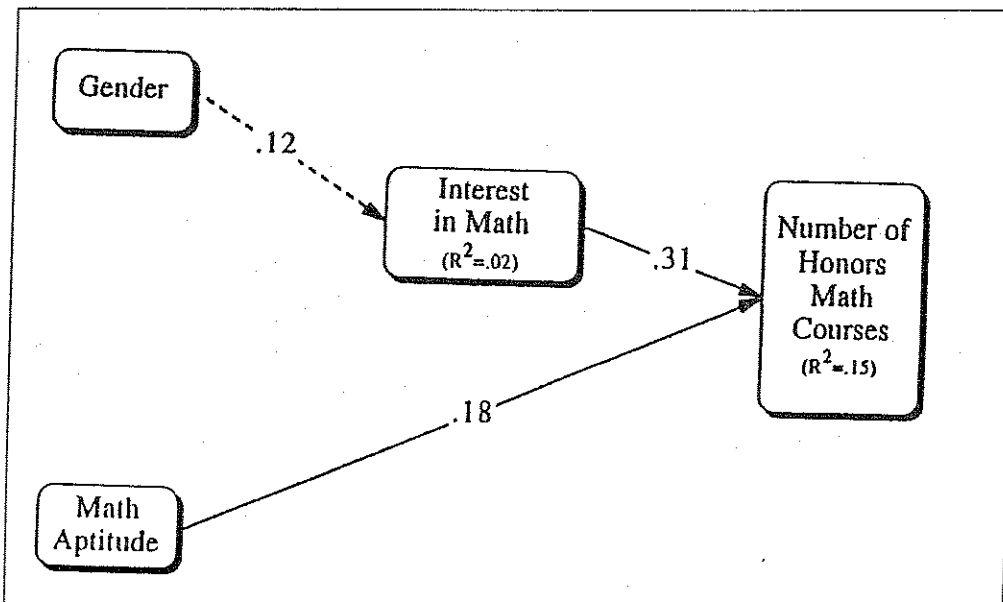 Gender
.12
Interest
in Math
(R²=.02)
.31
Number of
Honors
Math
Courses
(R²=.15)
.18
Math
Aptitude